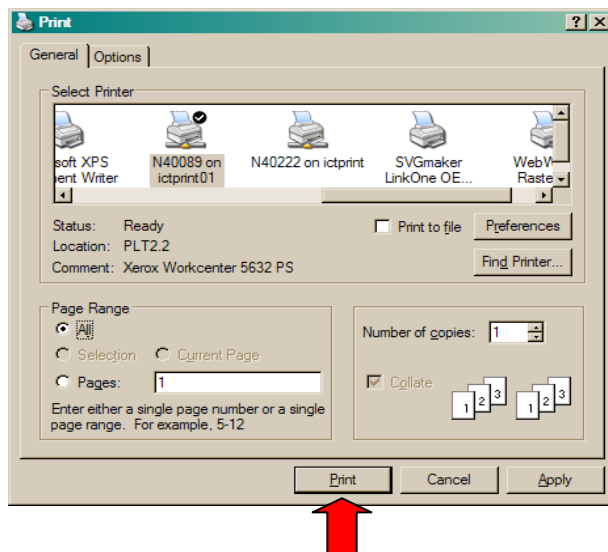 Print
General Options
Select Printer
soft XPS
ent Writer
N40089 on
ictprint01
N40222 on ictprint
SVGmaker
LinkOne OE...
WebW
Raste
Status: Ready
Print to file
Preferences
Location: PLT2.2
Comment: Xerox Workcenter 5632 PS
Find Printer...
Page Range
All
Number of copies: 1
Selection
Current Page
Pages: 1
Collate
1 2 3 1 2 3
Enter either a single page number or a single
page range. For example, 5-12
Print Cancel Apply